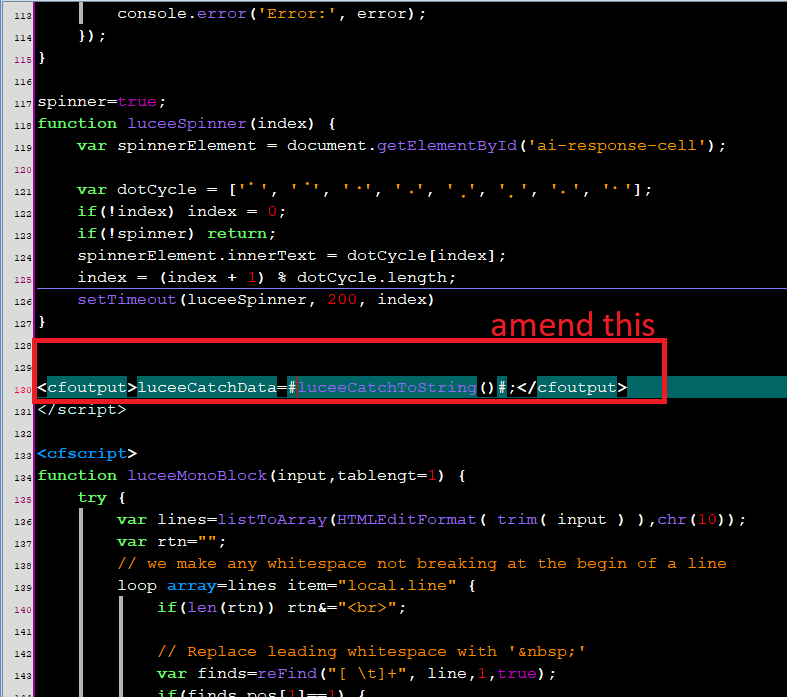 113 console.error('Error:', error);
114 });
115 }
116
117 spinner=true;
118 function luceeSpinner(index) {
119 var spinnerElement = document.getElementById('ai-response-cell');
120
121 var dotCycle = ['⠁', '⠈', '⠐', '⠠', '⢀', '⡀', '⠄', '⠂'];
122 if(!index) index = 0;
123 if(!spinner) return;
124 spinnerElement.innerText = dotCycle[index];
125 index = (index + 1) % dotCycle.length;
126 setTimeout(luceeSpinner, 200, index)
127 }
amend this
128
129
130 <cfoutput>luceeCatchData=#luceeCatchToString()#;</cfoutput>
131 </script>
132
133 <cfscript>
134 function luceeMonoBlock(input,tablengt=1) {
135 try {
136 var lines=listToArray(HTMLEditFormat( trim( input ) ),chr(10));
137 var rtn="";
138 // we make any whitespace not breaking at the begin of a line
139 loop array=lines item="local.line" {
140 if(len(rtn)) rtn&="<br>";
141
142 // Replace leading whitespace with '&nbsp;'
143 var finds=reFind("[ \t]+", line,1,true);
if(finds.pos[1]==1) {